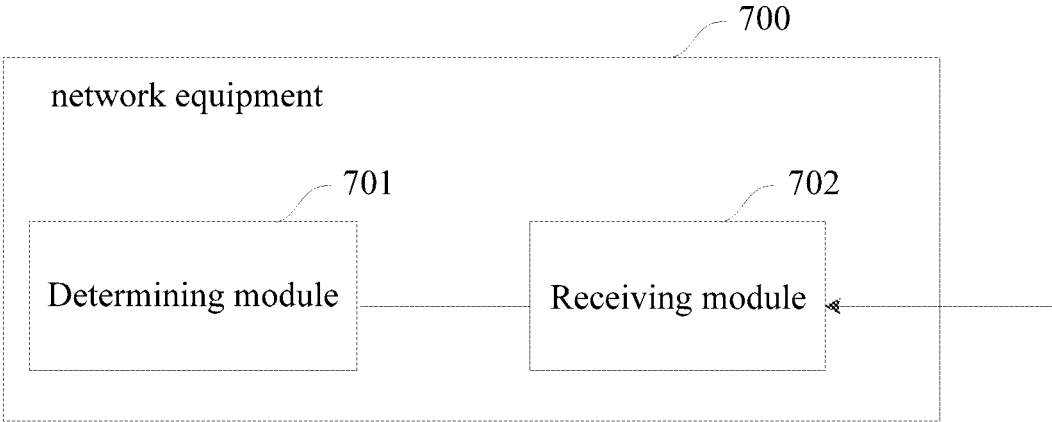 700
network equipment
701
702
Determining module
Receiving module